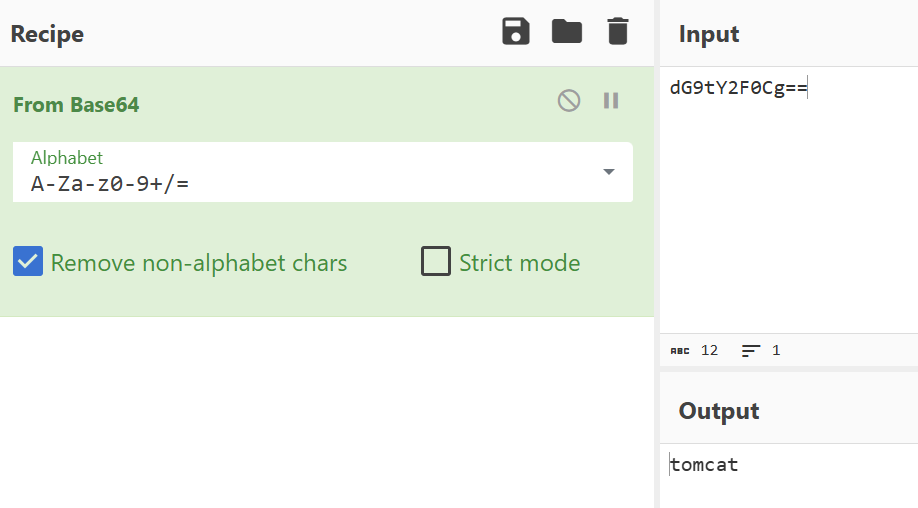 Recipe
From Base64
Alphabet
A-Za-z0-9+/=
Remove non-alphabet chars
Strict mode
Input
dG9tY2F0Cg==
ABC 12 1
Output
tomcat